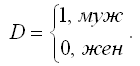 D = {1, муж
0, жен .